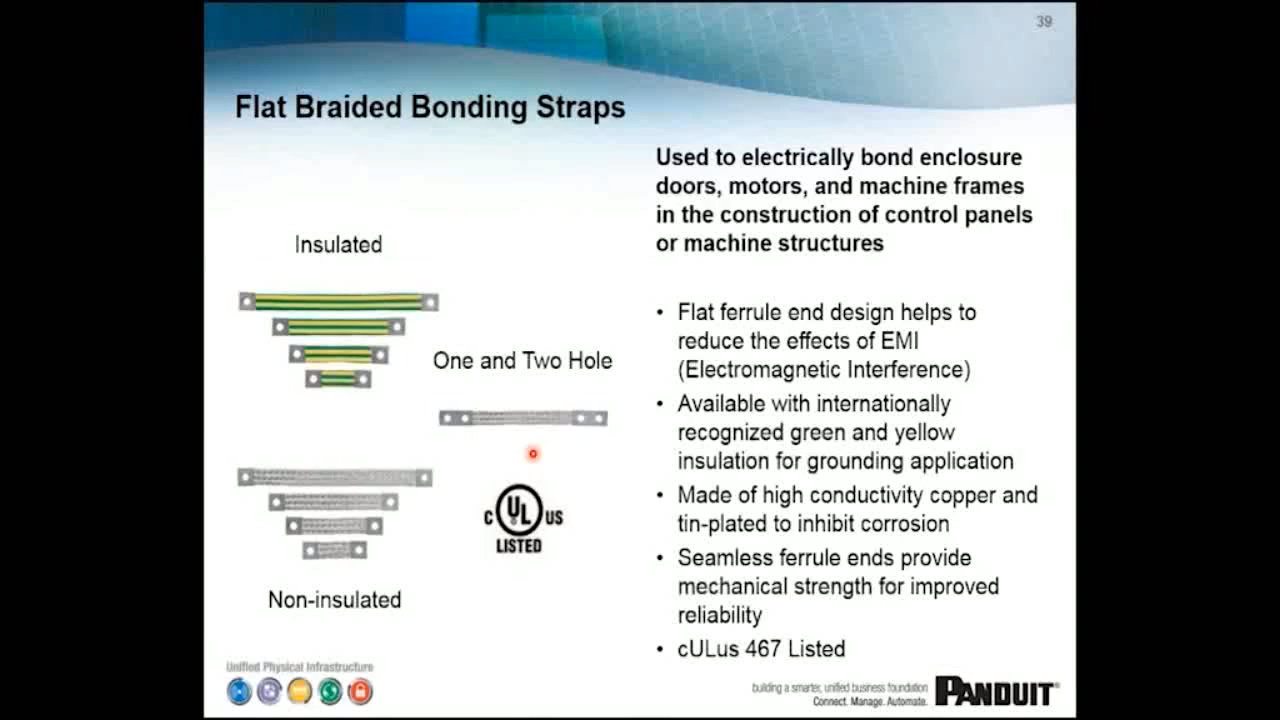 39
Flat Braided Bonding Straps
Used to electrically bond enclosure
doors, motors, and machine frames
in the construction of control panels
or machine structures
Insulated
One and Two Hole
Non-insulated
C UL US
LISTED
• Flat ferrule end design helps to
reduce the effects of EMI
(Electromagnetic Interference)
• Available with internationally
recognized green and yellow
insulation for grounding application
• Made of high conductivity copper and
tin-plated to inhibit corrosion
• Seamless ferrule ends provide
mechanical strength for improved
reliability
• cULus 467 Listed
Unified Physical Infrastructure
building a smarter, unified business foundation
Connect. Manage. Automate.
PANDUIT